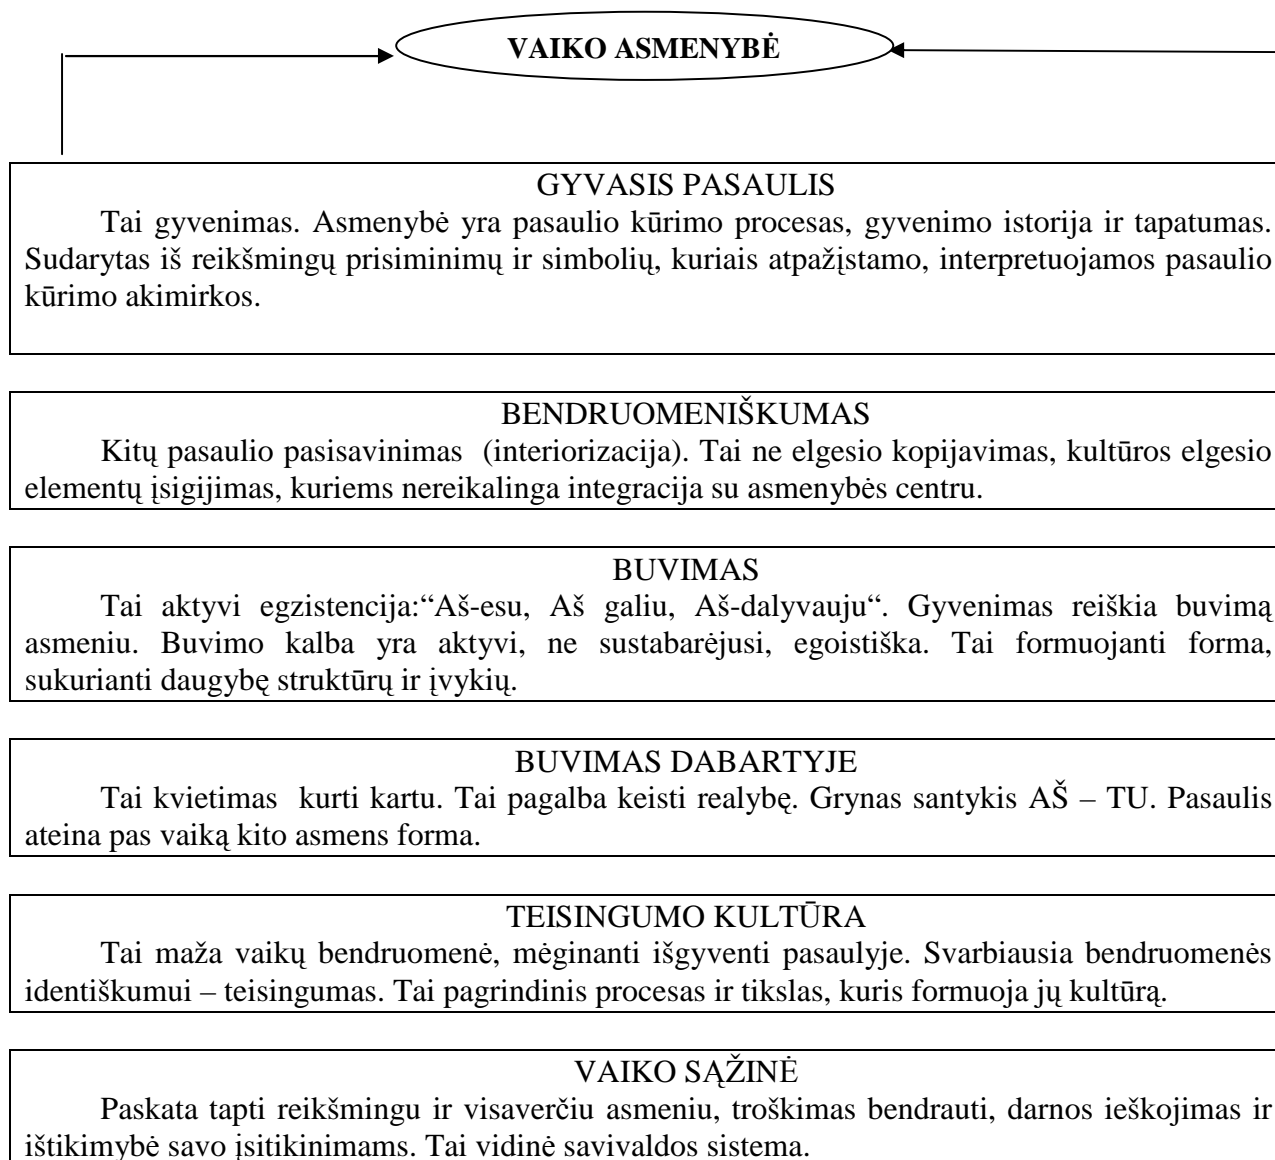 VAIKO ASMENYBĖ
GYVASIS PASAULIS
Tai gyvenimas. Asmenybė yra pasaulio kūrimo procesas, gyvenimo istorija ir tapatumas.
Sudarytas iš reikšmingų prisiminimų ir simbolių, kuriais atpažįstamo, interpretuojamos pasaulio
kūrimo akimirkos.
BENDRUOMENIŠKUMAS
Kitų pasaulio pasisavinimas (interiorizacija). Tai ne elgesio kopijavimas, kultūros elgesio
elementų įsigijimas, kuriems nereikalinga integracija su asmenybės centru.
BUVIMAS
Tai aktyvi egzistencija:“Aš-esu, Aš galiu, Aš-dalyvauju“. Gyvenimas reiškia buvimą
asmeniu. Buvimo kalba yra aktyvi, ne sustabarėjusi, egoistiška. Tai formuojanti forma,
sukurianti daugybę struktūrų ir įvykių.
BUVIMAS DABARTYJE
Tai kvietimas kurti kartu. Tai pagalba keisti realybę. Grynas santykis AŠ – TU. Pasaulis
ateina pas vaiką kito asmens forma.
TEISINGUMO KULTŪRA
Tai maža vaikų bendruomenė, mėginanti išgyventi pasaulyje. Svarbiausia bendruomenės
identiškumui – teisingumas. Tai pagrindinis procesas ir tikslas, kuris formuoja jų kultūrą.
VAIKO SĄŽINĖ
Paskata tapti reikšmingu ir visaverčiu asmeniu, troškimas bendrauti, darnos ieškojimas ir
ištikimybė savo įsitikinimams. Tai vidinė savivaldos sistema.